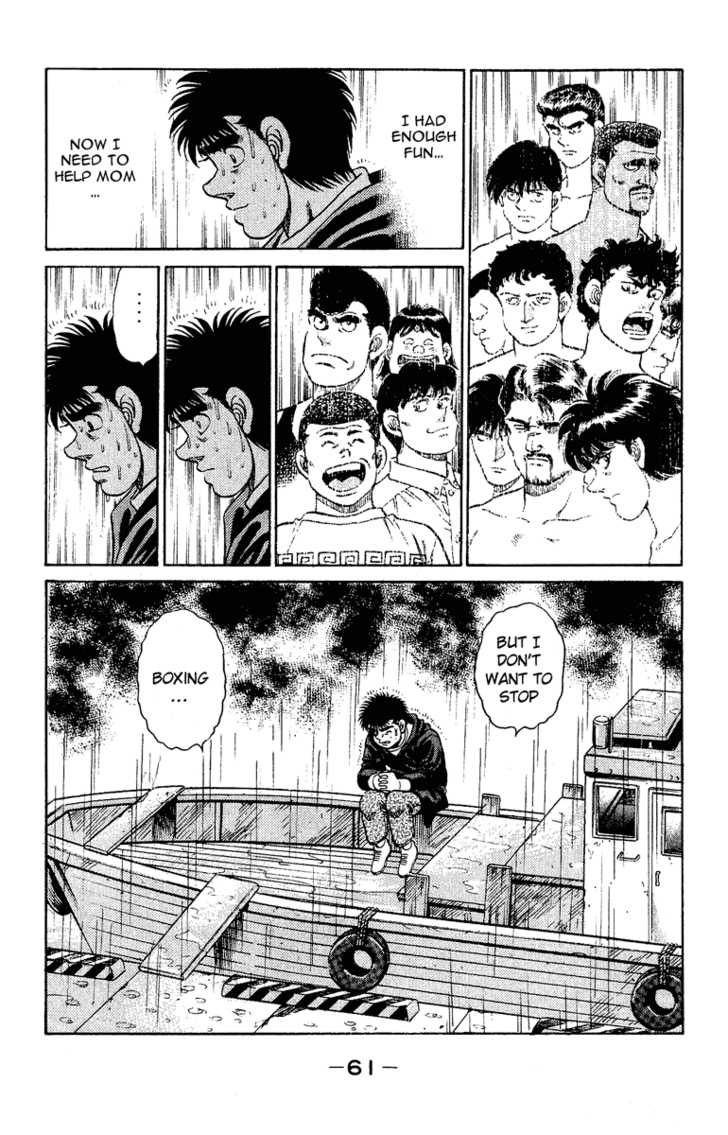 I HAD
ENOUGH
FUN...
NOW I
NEED TO
HELP MOM
...
...
BUT I
DON'T
WANT TO
STOP
BOXING
...
-61-